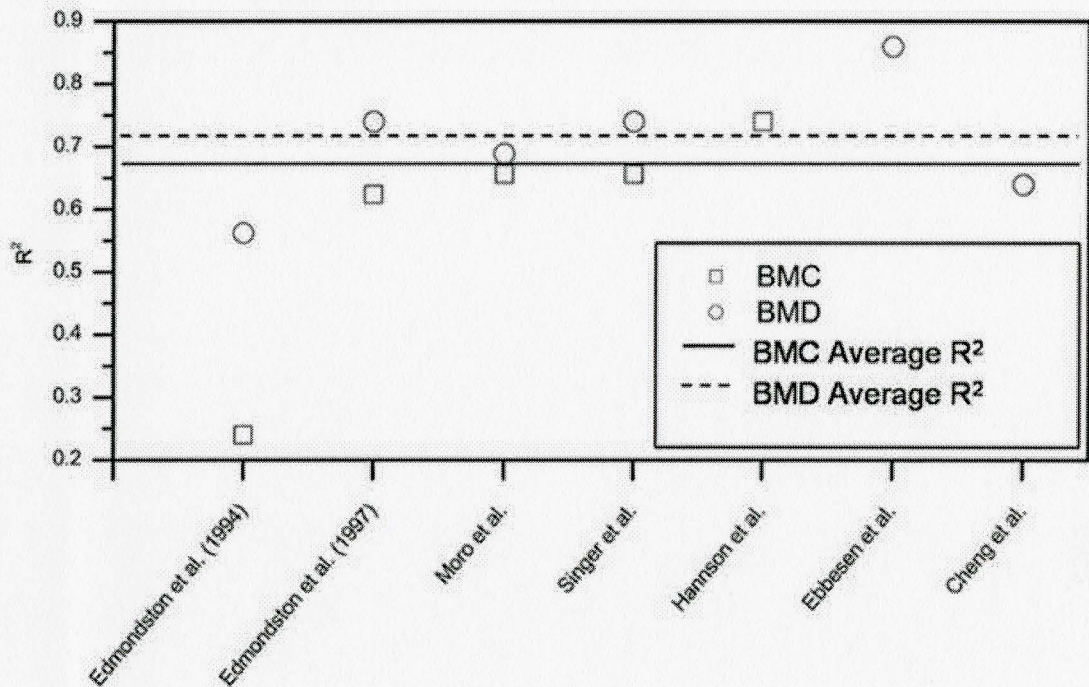 0.9
0.8
0.7
0.6
0.5
0.4
0.3
0.2
R²
BMC
BMD
BMC Average R²
BMD Average R²
Edmondston et al. (1994)
Edmondston et al. (1997)
Moro et al.
Singer et al.
Hannson et al.
Ebbesen et al.
Cheng et al.